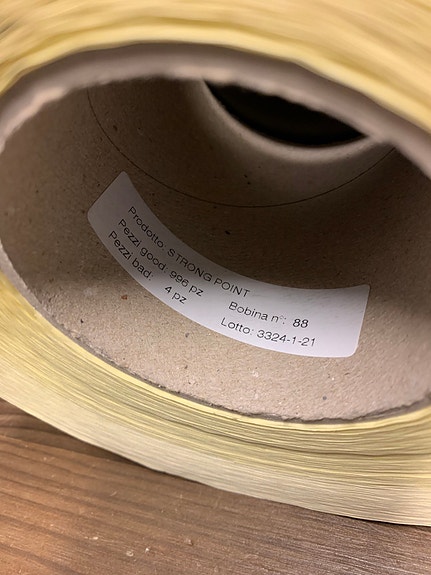 Prodotto: STRONG POINT
Pezzi good: 996 pz
Bobina n°: 88
Pezzi bad. 4 pz
Lotto: 3324-1-21